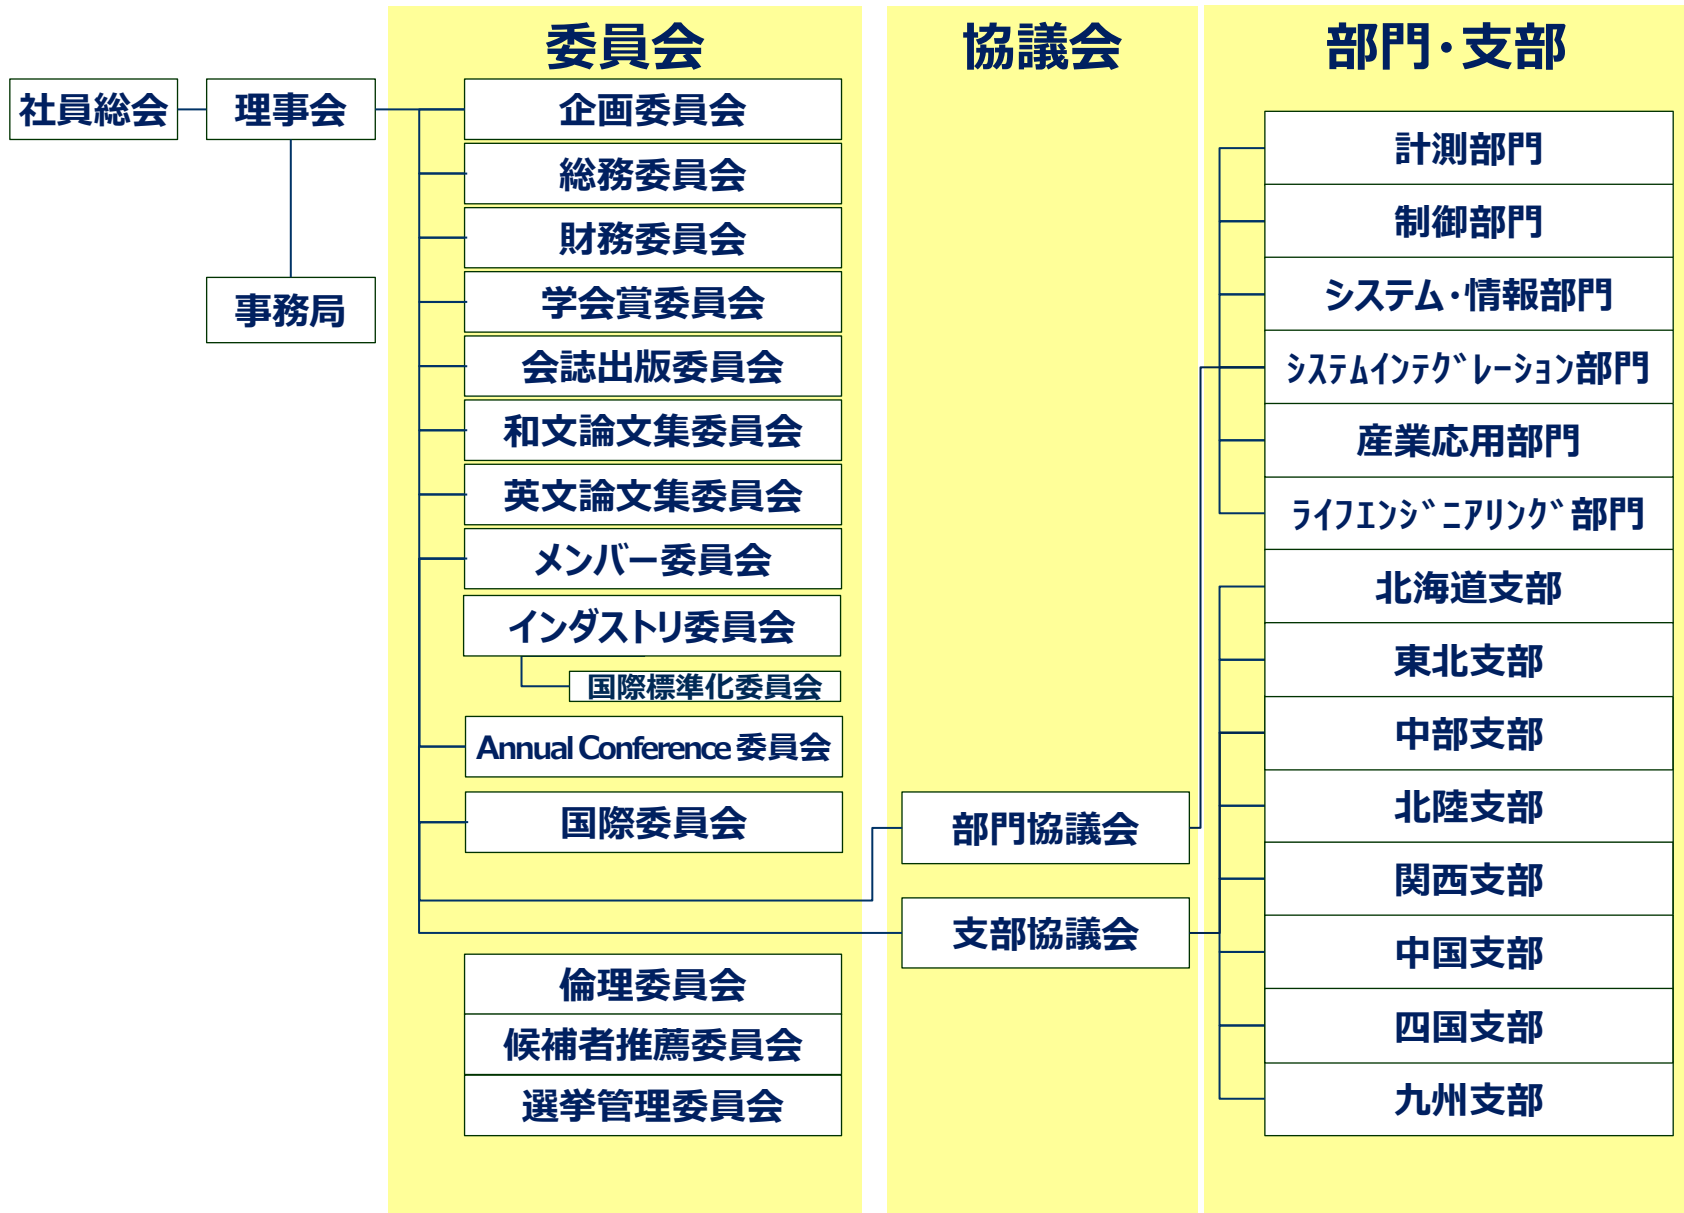 委員会
協議会
部門・支部
社員総会
理事会
事務局
企画委員会
総務委員会
財務委員会
学会賞委員会
会誌出版委員会
和文論文集委員会
英文論文集委員会
メンバー委員会
インダストリ委員会
国際標準化委員会
Annual Conference 委員会
国際委員会
倫理委員会
候補者推薦委員会
選挙管理委員会
部門協議会
支部協議会
計測部門
制御部門
システム・情報部門
ｼｽﾃﾑｲﾝﾃｸﾞﾚｰｼｮﾝ部門
産業応用部門
ﾗｲﾌｴﾝｼﾞﾆｱﾘﾝｸﾞ部門
北海道支部
東北支部
中部支部
北陸支部
関西支部
中国支部
四国支部
九州支部